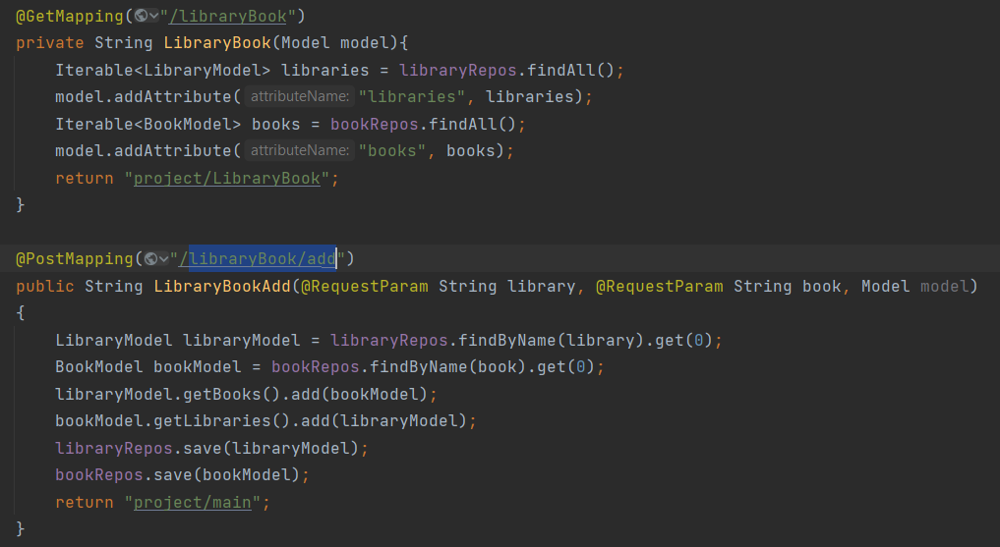 @GetMapping("/libraryBook")
private String LibraryBook(Model model){
    Iterable<LibraryModel> libraries = libraryRepos.findAll();
    model.addAttribute( attributeName: "libraries", libraries);
    Iterable<BookModel> books = bookRepos.findAll();
    model.addAttribute( attributeName: "books", books);
    return "project/LibraryBook";
}
@PostMapping("/libraryBook/add")
public String LibraryBookAdd(@RequestParam String library, @RequestParam String book, Model model)
{
    LibraryModel libraryModel = libraryRepos.findByName(library).get(0);
    BookModel bookModel = bookRepos.findByName(book).get(0);
    libraryModel.getBooks().add(bookModel);
    bookModel.getLibraries().add(libraryModel);
    libraryRepos.save(libraryModel);
    bookRepos.save(bookModel);
    return "project/main";
}